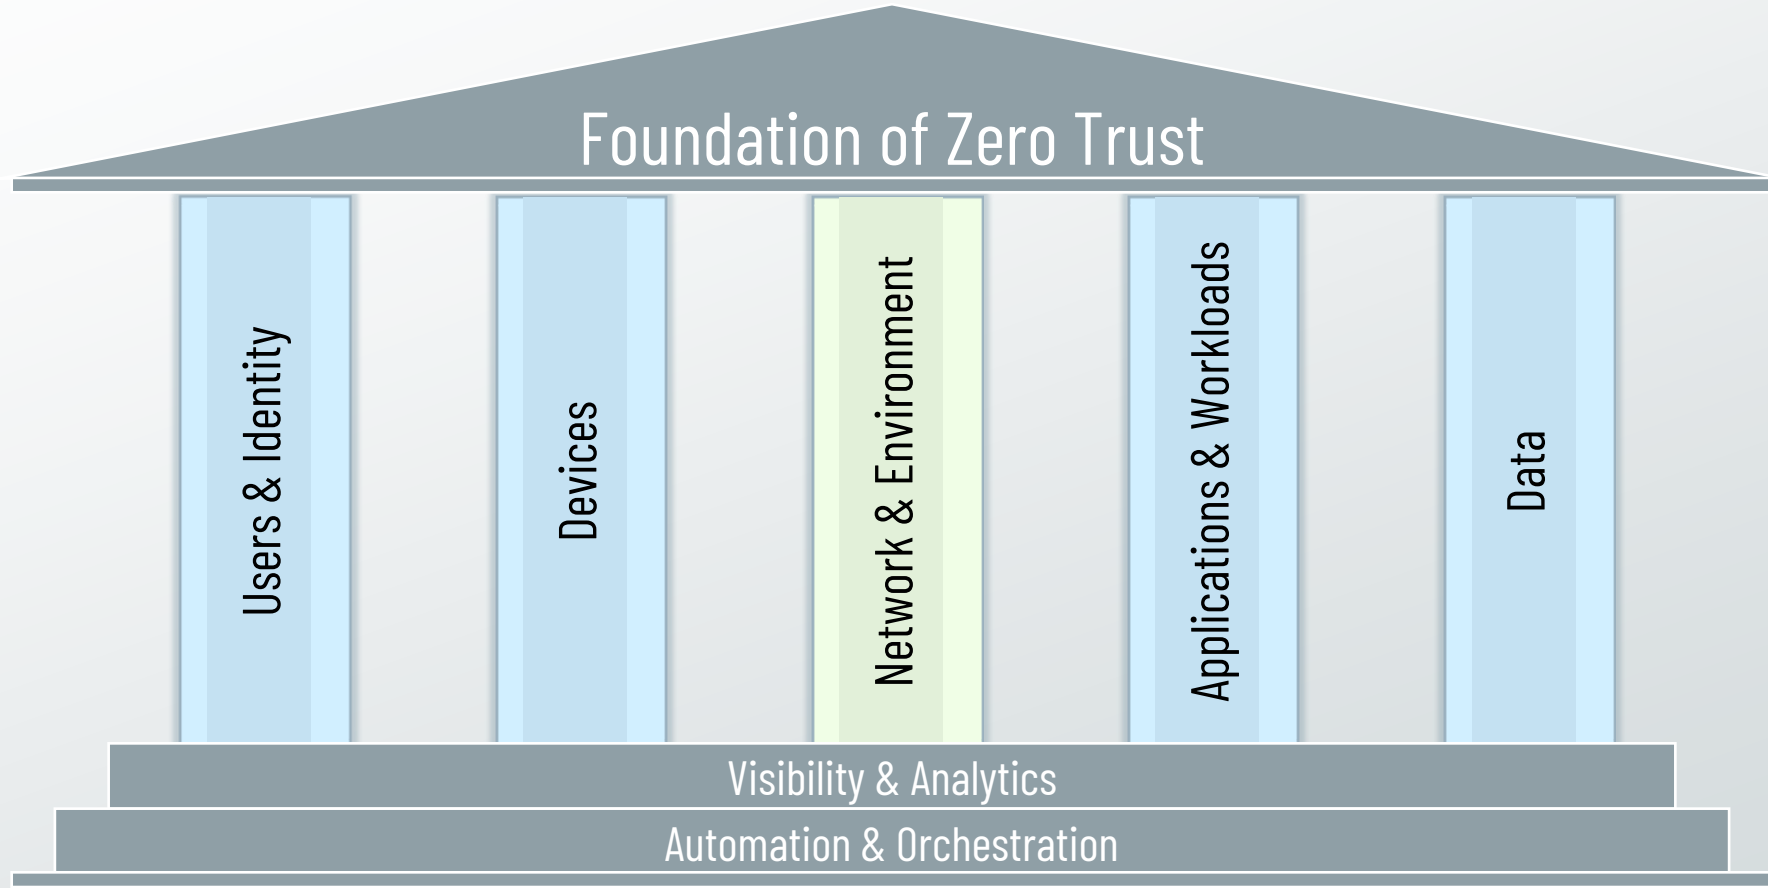 Foundation of Zero Trust
Users & Identity
Devices
Network & Environment
Applications & Workloads
Data
Visibility & Analytics
Automation & Orchestration